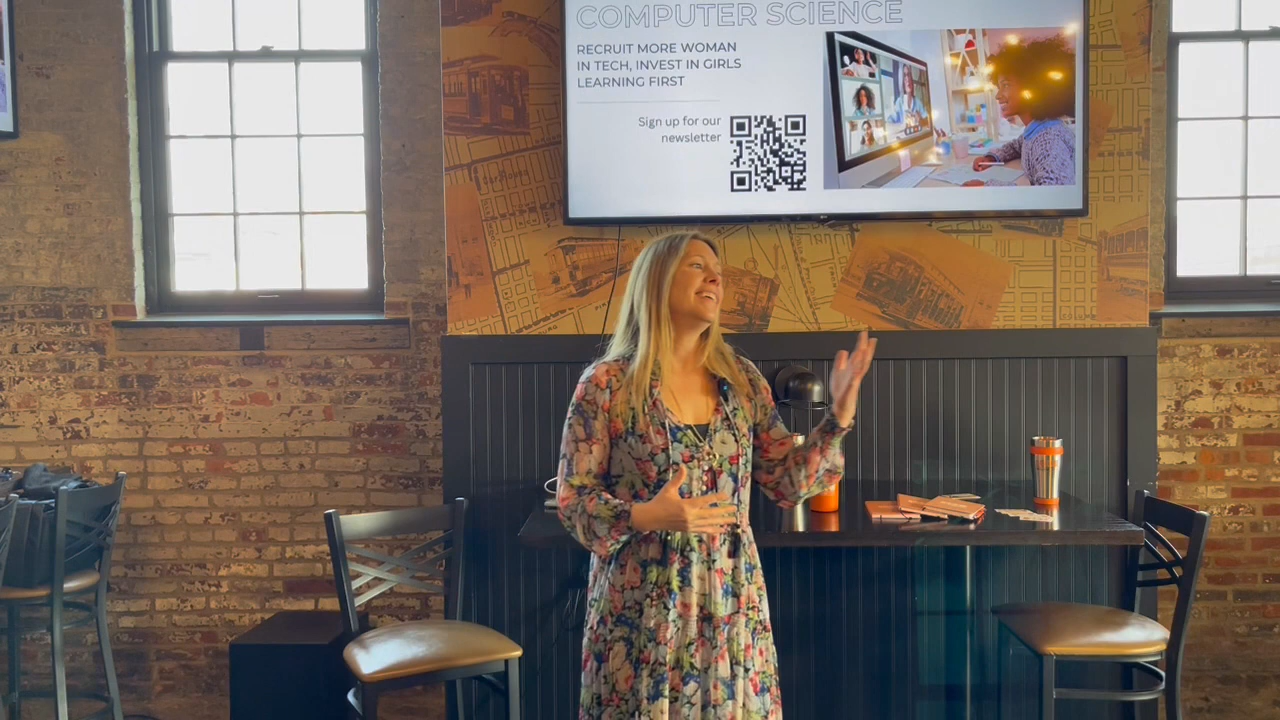 COMPUTER SCIENCE
RECRUIT MORE WOMAN
IN TECH, INVEST IN GIRLS
LEARNING FIRST
Sign up for our
newsletter